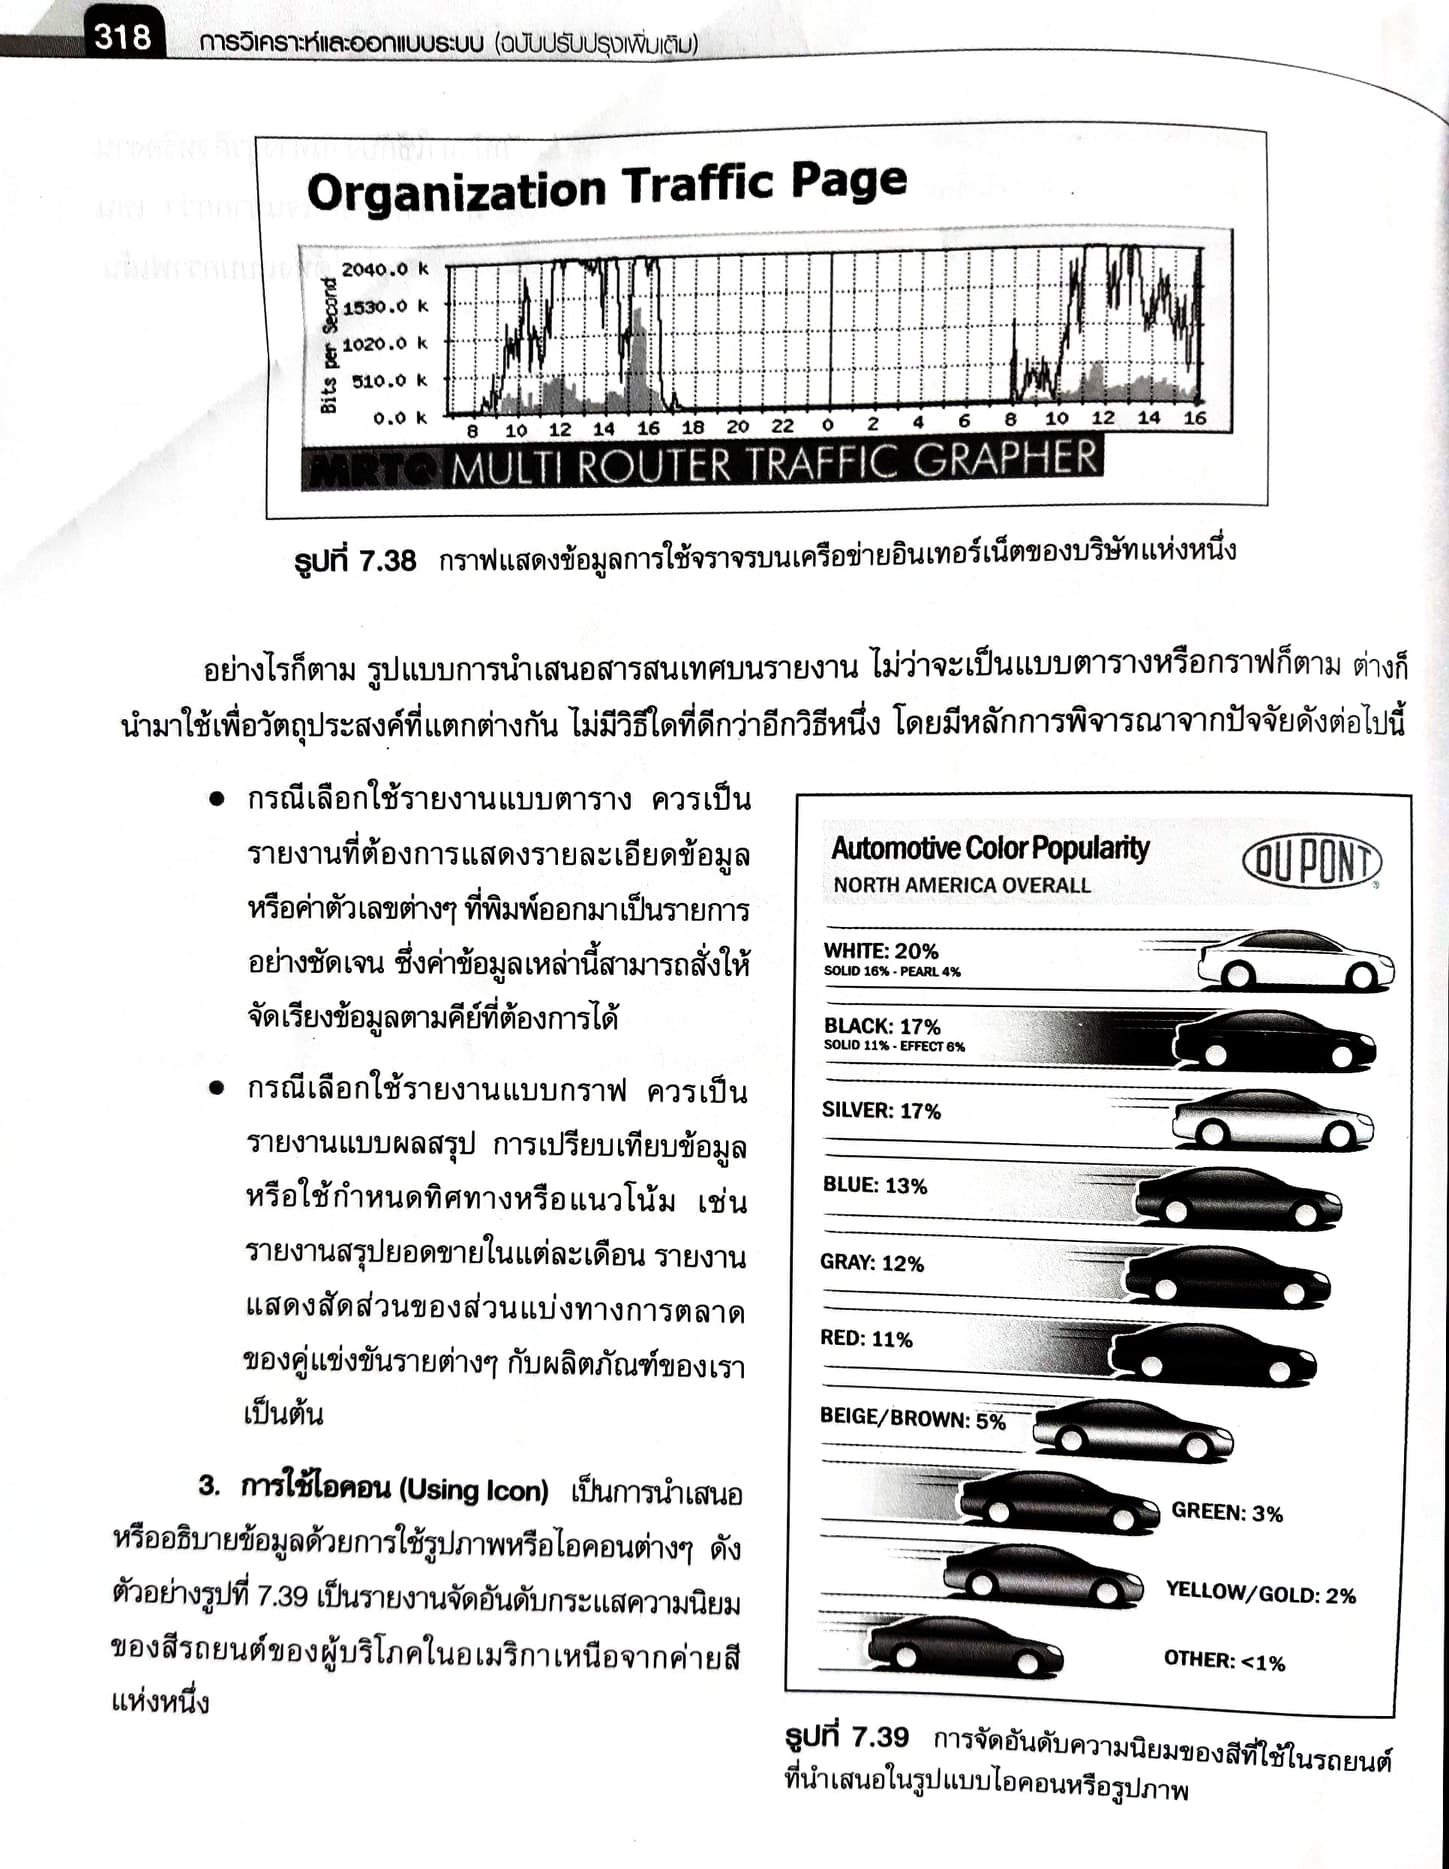 318 การวิเคราะห์และออกแบบระบบ (ฉบับปรับปรุงเพิ่มเติม)
Organization Traffic Page
Bits per Second
2040.0 k
1530.0 k
1020.0 k
510.0 k
0.0 k
8 10 12 14 16 18 20 22 0 2 4 6 8 10 12 14 16
MRTG MULTI ROUTER TRAFFIC GRAPHER
รูปที่ 7.38 กราฟแสดงข้อมูลการใช้จราจรบนเครือข่ายอินเทอร์เน็ตของบริษัทแห่งหนึ่ง
อย่างไรก็ตาม รูปแบบการนำเสนอสารสนเทศบนรายงาน ไม่ว่าจะเป็นแบบตารางหรือกราฟก็ตาม ต่างก็
นำมาใช้เพื่อวัตถุประสงค์ที่แตกต่างกัน ไม่มีวิธีใดที่ดีกว่าอีกวิธีหนึ่ง โดยมีหลักการพิจารณาจากปัจจัยดังต่อไปนี้
● กรณีเลือกใช้รายงานแบบตาราง ควรเป็น
รายงานที่ต้องการแสดงรายละเอียดข้อมูล
หรือค่าตัวเลขต่างๆ ที่พิมพ์ออกมาเป็นรายการ
อย่างชัดเจน ซึ่งค่าข้อมูลเหล่านี้สามารถสั่งให้
จัดเรียงข้อมูลตามคีย์ที่ต้องการได้
● กรณีเลือกใช้รายงานแบบกราฟ ควรเป็น
รายงานแบบผลสรุป การเปรียบเทียบข้อมูล
หรือใช้กำหนดทิศทางหรือแนวโน้ม เช่น
รายงานสรุปยอดขายในแต่ละเดือน รายงาน
แสดงสัดส่วนของส่วนแบ่งทางการตลาด
ของคู่แข่งขันรายต่างๆ กับผลิตภัณฑ์ของเรา
เป็นต้น
3. การใช้ไอคอน (Using Icon) เป็นการนำเสนอ
หรืออธิบายข้อมูลด้วยการใช้รูปภาพหรือไอคอนต่างๆ ดัง
ตัวอย่างรูปที่ 7.39 เป็นรายงานจัดอันดับกระแสความนิยม
ของสีรถยนต์ของผู้บริโภคในอเมริกาเหนือจากค่ายสี
แห่งหนึ่ง
Automotive Color Popularity
NORTH AMERICA OVERALL
DU PONT®
WHITE: 20%
SOLID 16% - PEARL 4%
BLACK: 17%
SOLID 11% - EFFECT 6%
SILVER: 17%
BLUE: 13%
GRAY: 12%
RED: 11%
BEIGE/BROWN: 5%
GREEN: 3%
YELLOW/GOLD: 2%
OTHER: <1%
รูปที่ 7.39 การจัดอันดับความนิยมของสีที่ใช้ในรถยนต์
ที่นำเสนอในรูปแบบไอคอนหรือรูปภาพ